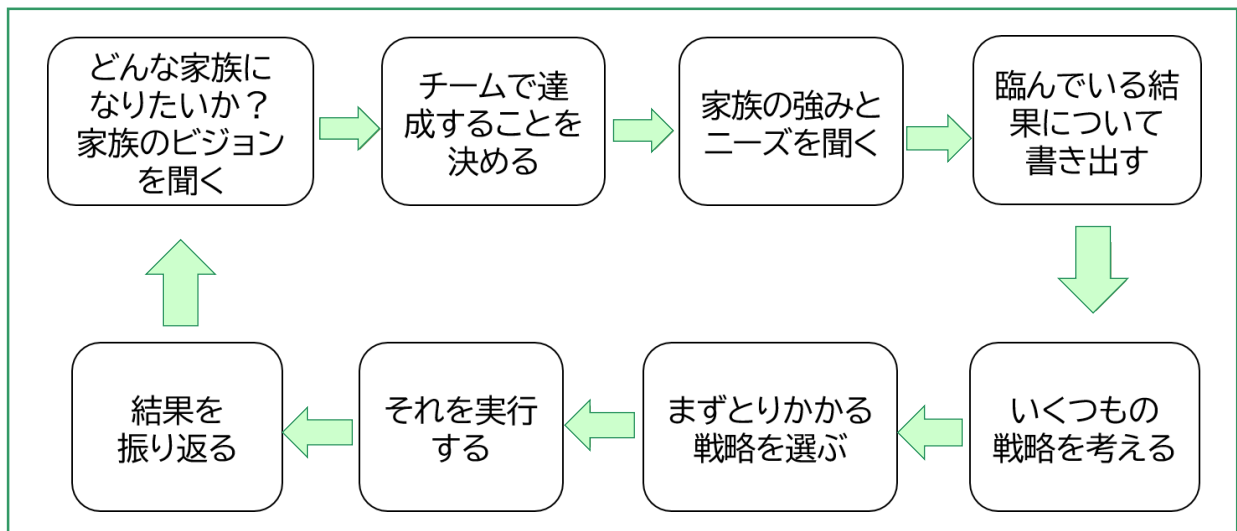 どんな家族に
なりたいか？
家族のビジョン
を聞く
チームで達
成することを
決める
家族の強みと
ニーズを聞く
臨んでいる結
果について
書き出す
いくつもの
戦略を考える
まずとりかかる
戦略を選ぶ
それを実行
する
結果を
振り返る